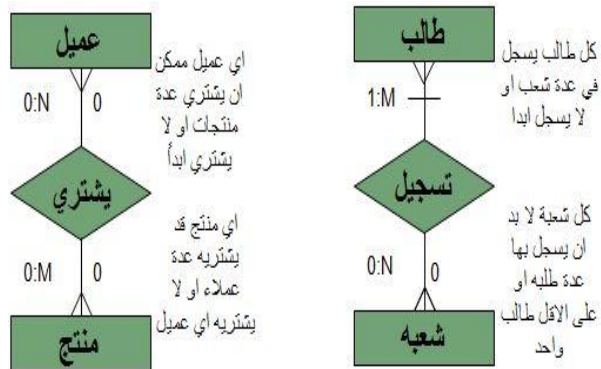 طالب
كل طالب يسجل
في عدة شعب او
لا يسجل ابدا
1:M
تسجيل
كل شعبة لا بد
ان يسجل بها
عدة طلبه او
على الاقل طالب
واحد
0:N 0
شعبه
عميل
اي عميل ممكن
ان يشتري عدة
منتجات او لا
يشتري ابداً
0:N 0
يشتري
اي منتج قد
يشتريه عدة
عملاء او لا
يشتريه اي عميل
0:M 0
منتج